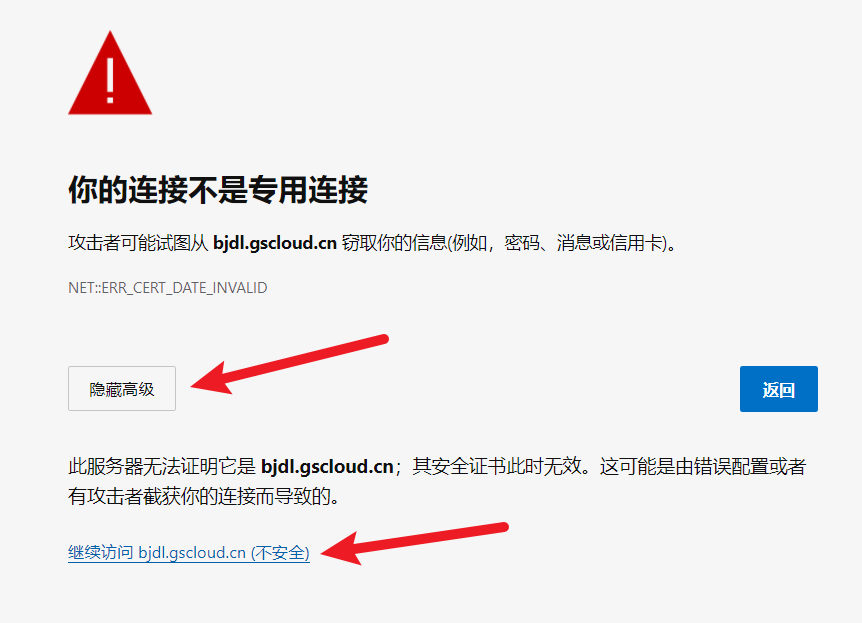 你的连接不是专用连接
攻击者可能试图从 bjdl.gscloud.cn 窃取你的信息(例如，密码、消息或信用卡)。
NET::ERR_CERT_DATE_INVALID
隐藏高级
返回
此服务器无法证明它是 bjdl.gscloud.cn；其安全证书此时无效。这可能是由错误配置或者
有攻击者截获你的连接而导致的。
继续访问 bjdl.gscloud.cn (不安全)